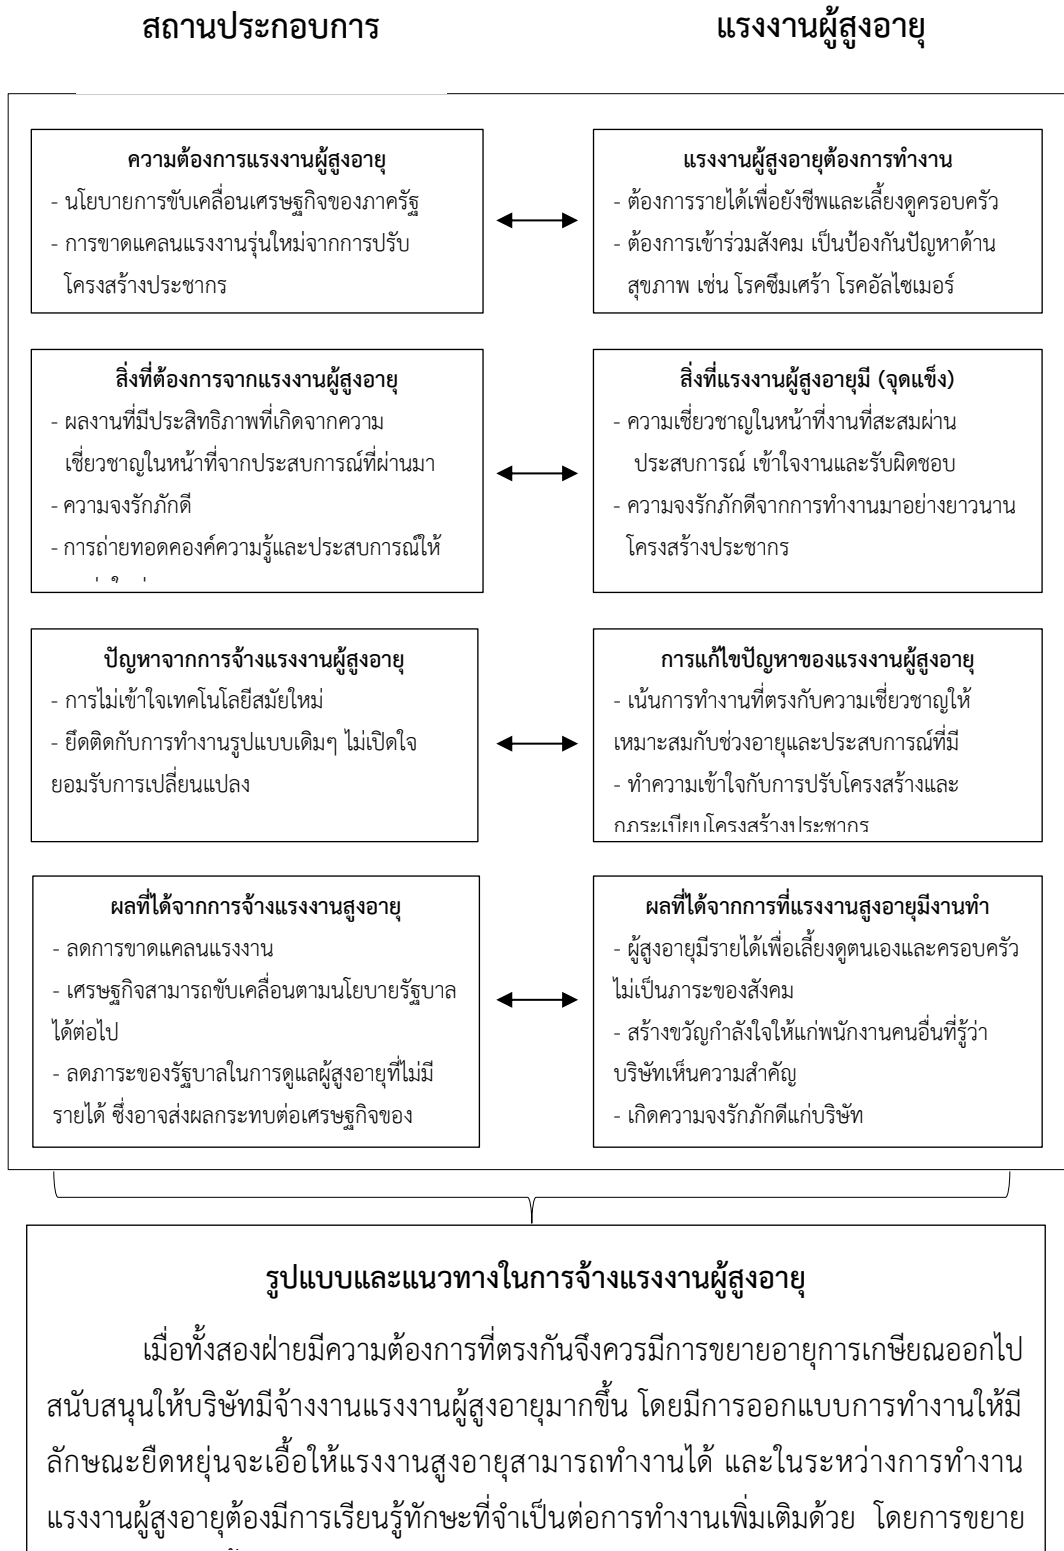 สถานประกอบการ
แรงงานผู้สูงอายุ
ความต้องการแรงงานผู้สูงอายุ
- นโยบายการขับเคลื่อนเศรษฐกิจของภาครัฐ
- การขาดแคลนแรงงานรุ่นใหม่จากการปรับ
โครงสร้างประชากร
แรงงานผู้สูงอายุต้องการทำงาน
- ต้องการรายได้เพื่อยังชีพและเลี้ยงดูครอบครัว
- ต้องการเข้าร่วมสังคม เป็นป้องกันปัญหาด้าน
สุขภาพ เช่น โรคซึมเศร้า โรคอัลไซเมอร์
สิ่งที่ต้องการจากแรงงานผู้สูงอายุ
- ผลงานที่มีประสิทธิภาพที่เกิดจากความ
เชี่ยวชาญในหน้าที่จากประสบการณ์ที่ผ่านมา
- ความจงรักภักดี
- การถ่ายทอดคองค์ความรู้และประสบการณ์ให้
สิ่งที่แรงงานผู้สูงอายุมี (จุดแข็ง)
- ความเชี่ยวชาญในหน้าที่งานที่สะสมผ่าน
ประสบการณ์ เข้าใจงานและรับผิดชอบ
- ความจงรักภักดีจากการทำงานมาอย่างยาวนาน
โครงสร้างประชากร
ปัญหาจากการจ้างแรงงานผู้สูงอายุ
- การไม่เข้าใจเทคโนโลยีสมัยใหม่
- ยึดติดกับการทำงานรูปแบบเดิมๆ ไม่เปิดใจ
ยอมรับการเปลี่ยนแปลง
การแก้ไขปัญหาของแรงงานผู้สูงอายุ
- เน้นการทำงานที่ตรงกับความเชี่ยวชาญให้
เหมาะสมกับช่วงอายุและประสบการณ์ที่มี
- ทำความเข้าใจกับการปรับโครงสร้างและ
กฎระเบียบโครงสร้างประชากร
ผลที่ได้จากการจ้างแรงงานสูงอายุ
- ลดการขาดแคลนแรงงาน
- เศรษฐกิจสามารถขับเคลื่อนตามนโยบายรัฐบาล
ได้ต่อไป
- ลดภาระของรัฐบาลในการดูแลผู้สูงอายุที่ไม่มี
รายได้ ซึ่งอาจส่งผลกระทบต่อเศรษฐกิจของ
ผลที่ได้จากการที่แรงงานสูงอายุมีงานทำ
- ผู้สูงอายุมีรายได้เพื่อเลี้ยงดูตนเองและครอบครัว
ไม่เป็นภาระของสังคม
- สร้างขวัญกำลังใจให้แก่พนักงานคนอื่นที่รู้ว่า
บริษัทเห็นความสำคัญ
- เกิดความจงรักภักดีแก่บริษัท
รูปแบบและแนวทางในการจ้างแรงงานผู้สูงอายุ
เมื่อทั้งสองฝ่ายมีความต้องการที่ตรงกันจึงควรมีการขยายอายุการเกษียณออกไป
สนับสนุนให้บริษัทมีจ้างงานแรงงานผู้สูงอายุมากขึ้น โดยมีการออกแบบการทำงานให้มี
ลักษณะยืดหยุ่นจะเอื้อให้แรงงานสูงอายุสามารถทำงานได้ และในระหว่างการทำงาน
แรงงานผู้สูงอายุต้องมีการเรียนรู้ทักษะที่จำเป็นต่อการทำงานเพิ่มเติมด้วย โดยการขยาย